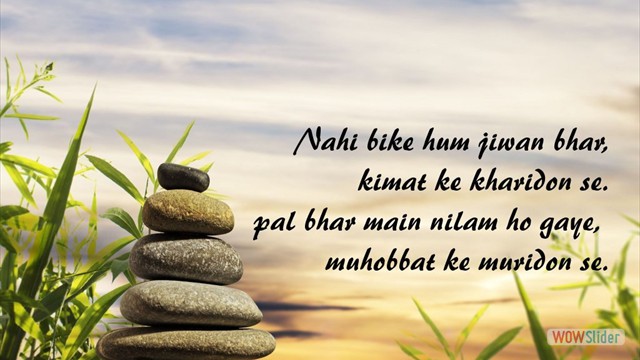 Nahi bike hum jiwan bhar,
kimat ke kharidon se.
pal bhar main nilam ho gaye,
muhobbat ke muridon se.
WOWSlider